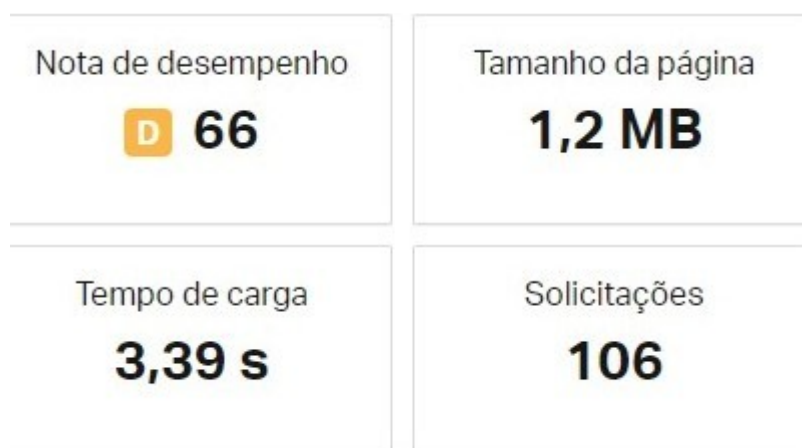 Nota de desempenho
D 66
Tamanho da página
1,2 MB
Tempo de carga
3,39 s
Solicitações
106